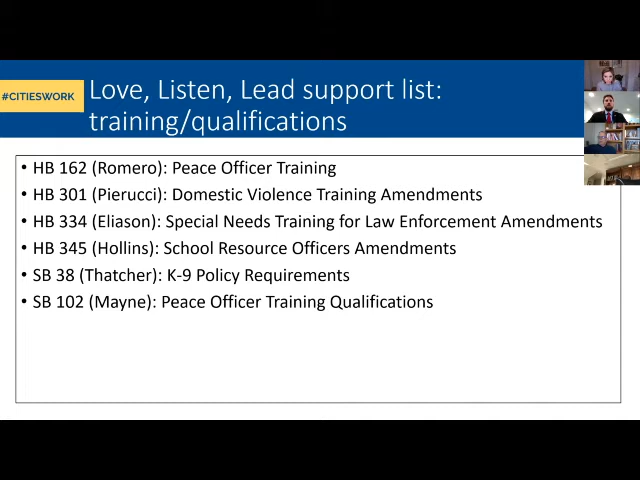 #CITIESWORK
Love, Listen, Lead support list:
training/qualifications
• HB 162 (Romero): Peace Officer Training
• HB 301 (Pierucci): Domestic Violence Training Amendments
• HB 334 (Eliason): Special Needs Training for Law Enforcement Amendments
• HB 345 (Hollins): School Resource Officers Amendments
• SB 38 (Thatcher): K-9 Policy Requirements
• SB 102 (Mayne): Peace Officer Training Qualifications